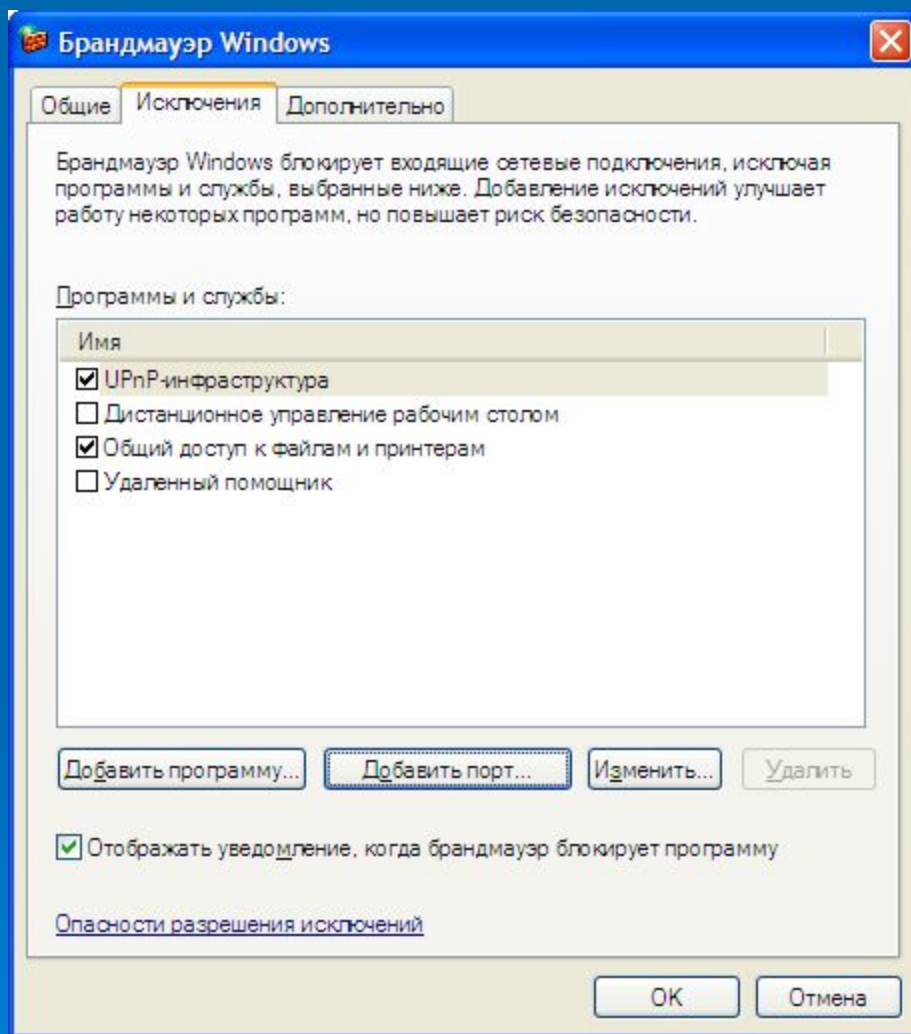 Брандмауэр Windows
Общие Исключения Дополнительно
Брандмауэр Windows блокирует входящие сетевые подключения, исключая
программы и службы, выбранные ниже. Добавление исключений улучшает
работу некоторых программ, но повышает риск безопасности.
Программы и службы:
Имя
UPnP-инфраструктура
Дистанционное управление рабочим столом
Общий доступ к файлам и принтерам
Удаленный помощник
Добавить программу... Добавить порт... Изменить... Удалить
Отображать уведомление, когда брандмауэр блокирует программу
Опасности разрешения исключений
OK Отмена